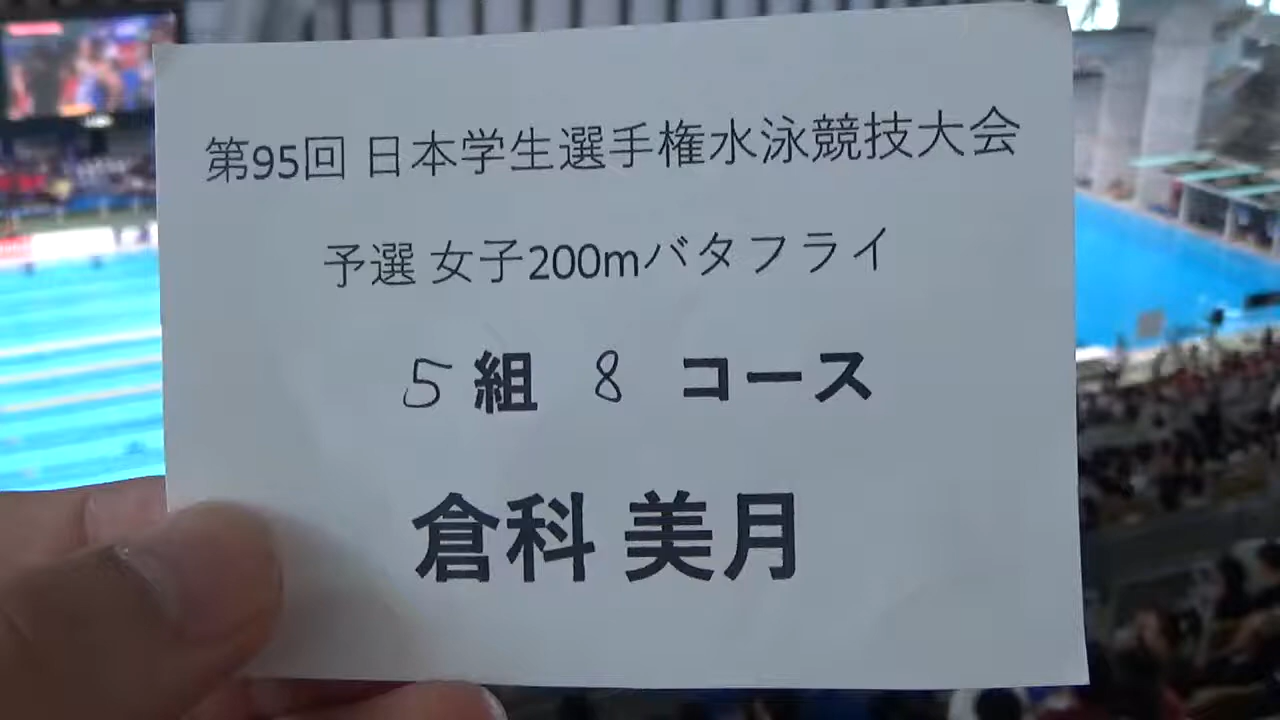 第95回 日本学生選手権水泳競技大会
予選 女子200mバタフライ
5組 8 コース
倉科 美月